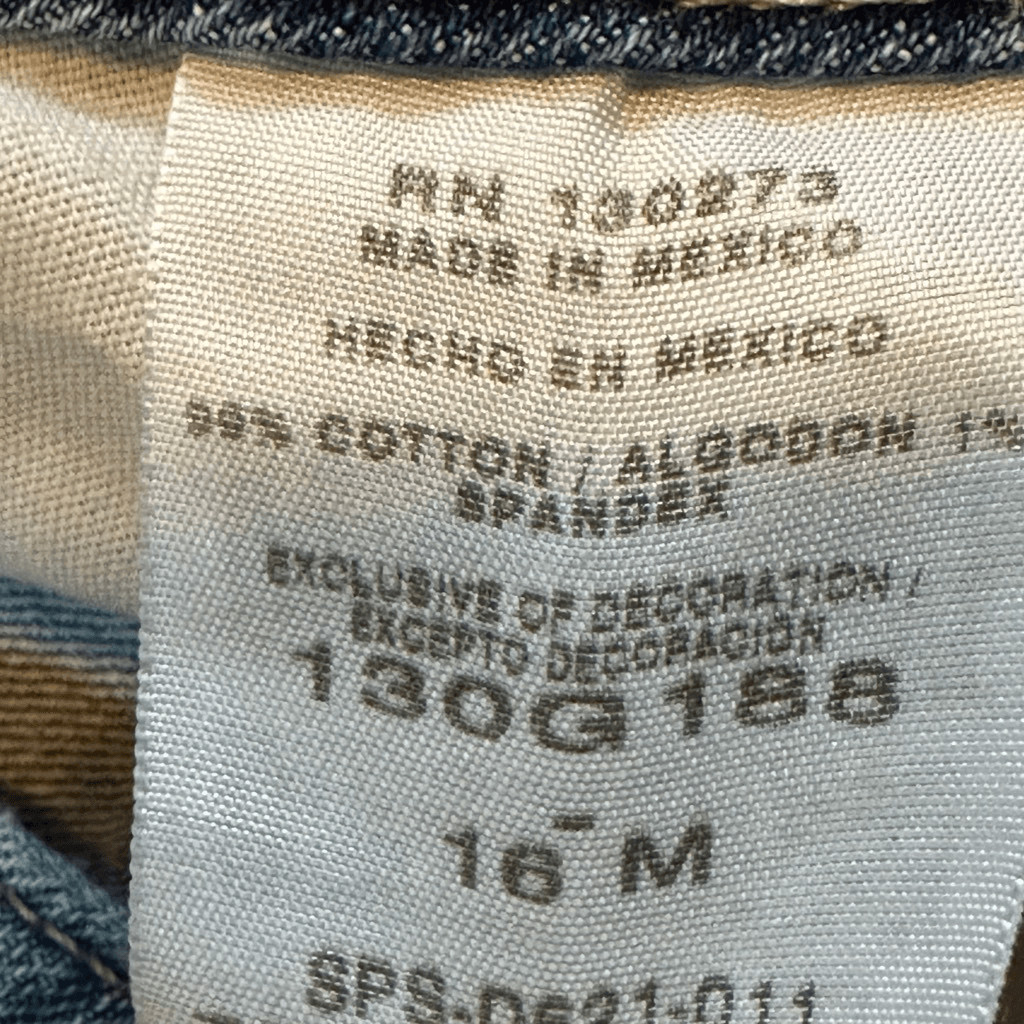 RN 130273
MADE IN MEXICO
HECHO EN MEXICO
99% COTTON / ALGODON 1%
SPANDEX
EXCLUSIVE OF DECORATION /
EXCEPTO DECORACION
130G188
-
16 M
SPS-D621-011